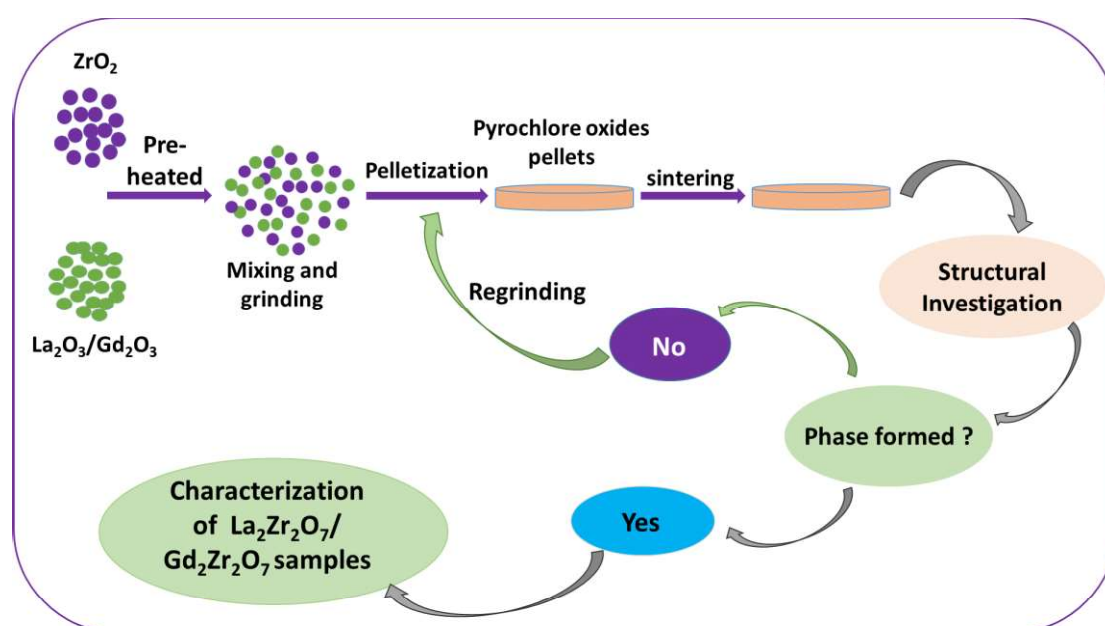 ZrO₂
Pre-
heated
La₂O₃/Gd₂O₃
Mixing and
grinding
Pelletization
Pyrochlore oxides
pellets
sintering
Structural
Investigation
Regrinding
No
Phase formed ?
Yes
Characterization
of La₂Zr₂O₇/
Gd₂Zr₂O₇ samples